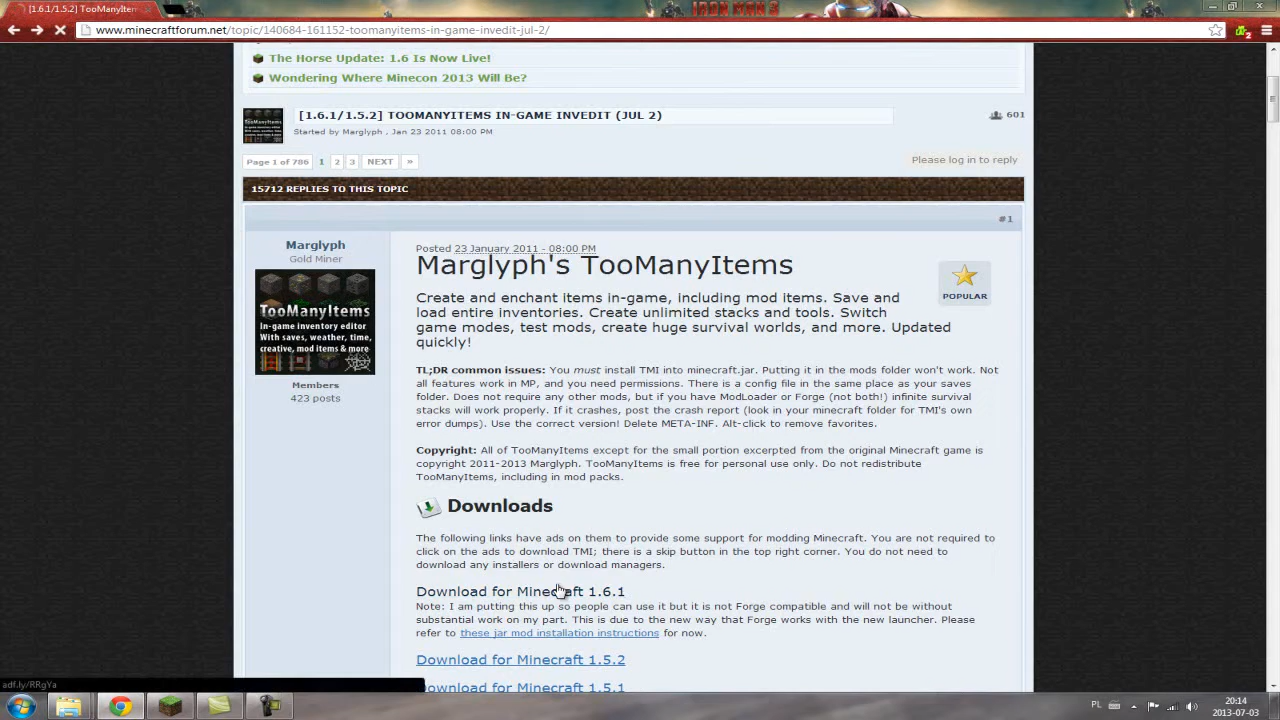 [1.6.1/1.5.2] TooManyItem
www.minecraftforum.net/topic/140684-161152-toomanyitems-in-game-invedit-jul-2/
The Horse Update: 1.6 Is Now Live!
Wondering Where Minecon 2013 Will Be?
[1.6.1/1.5.2] TOOMANYITEMS IN-GAME INVEDIT (JUL 2)
601
Started by Marglyph , Jan 23 2011 08:00 PM
Page 1 of 786 1 2 3 NEXT »
Please log in to reply
15712 REPLIES TO THIS TOPIC
#1
Marglyph
Gold Miner
TooManyItems
In-game inventory editor
With saves, weather, time,
creative, mod items & more
Members
423 posts
Posted 23 January 2011 - 08:00 PM
Marglyph's TooManyItems
POPULAR
Create and enchant items in-game, including mod items. Save and
load entire inventories. Create unlimited stacks and tools. Switch
game modes, test mods, create huge survival worlds, and more. Updated
quickly!
TL;DR common issues: You must install TMI into minecraft.jar. Putting it in the mods folder won't work. Not
all features work in MP, and you need permissions. There is a config file in the same place as your saves
folder. Does not require any other mods, but if you have ModLoader or Forge (not both!) infinite survival
stacks will work properly. If it crashes, post the crash report (look in your minecraft folder for TMI's own
error dumps). Use the correct version! Delete META-INF. Alt-click to remove favorites.
Copyright: All of TooManyItems except for the small portion excerpted from the original Minecraft game is
copyright 2011-2013 Marglyph. TooManyItems is free for personal use only. Do not redistribute
TooManyItems, including in mod packs.
Downloads
The following links have ads on them to provide some support for modding Minecraft. You are not required to
click on the ads to download TMI; there is a skip button in the top right corner. You do not need to
download any installers or download managers.
Download for Minecraft 1.6.1
Note: I am putting this up so people can use it but it is not Forge compatible and will not be without
substantial work on my part. This is due to the new way that Forge works with the new launcher. Please
refer to these jar mod installation instructions for now.
Download for Minecraft 1.5.2
Download for Minecraft 1.5.1
adf.ly/RRgYa
PL
20:14
2013-07-03